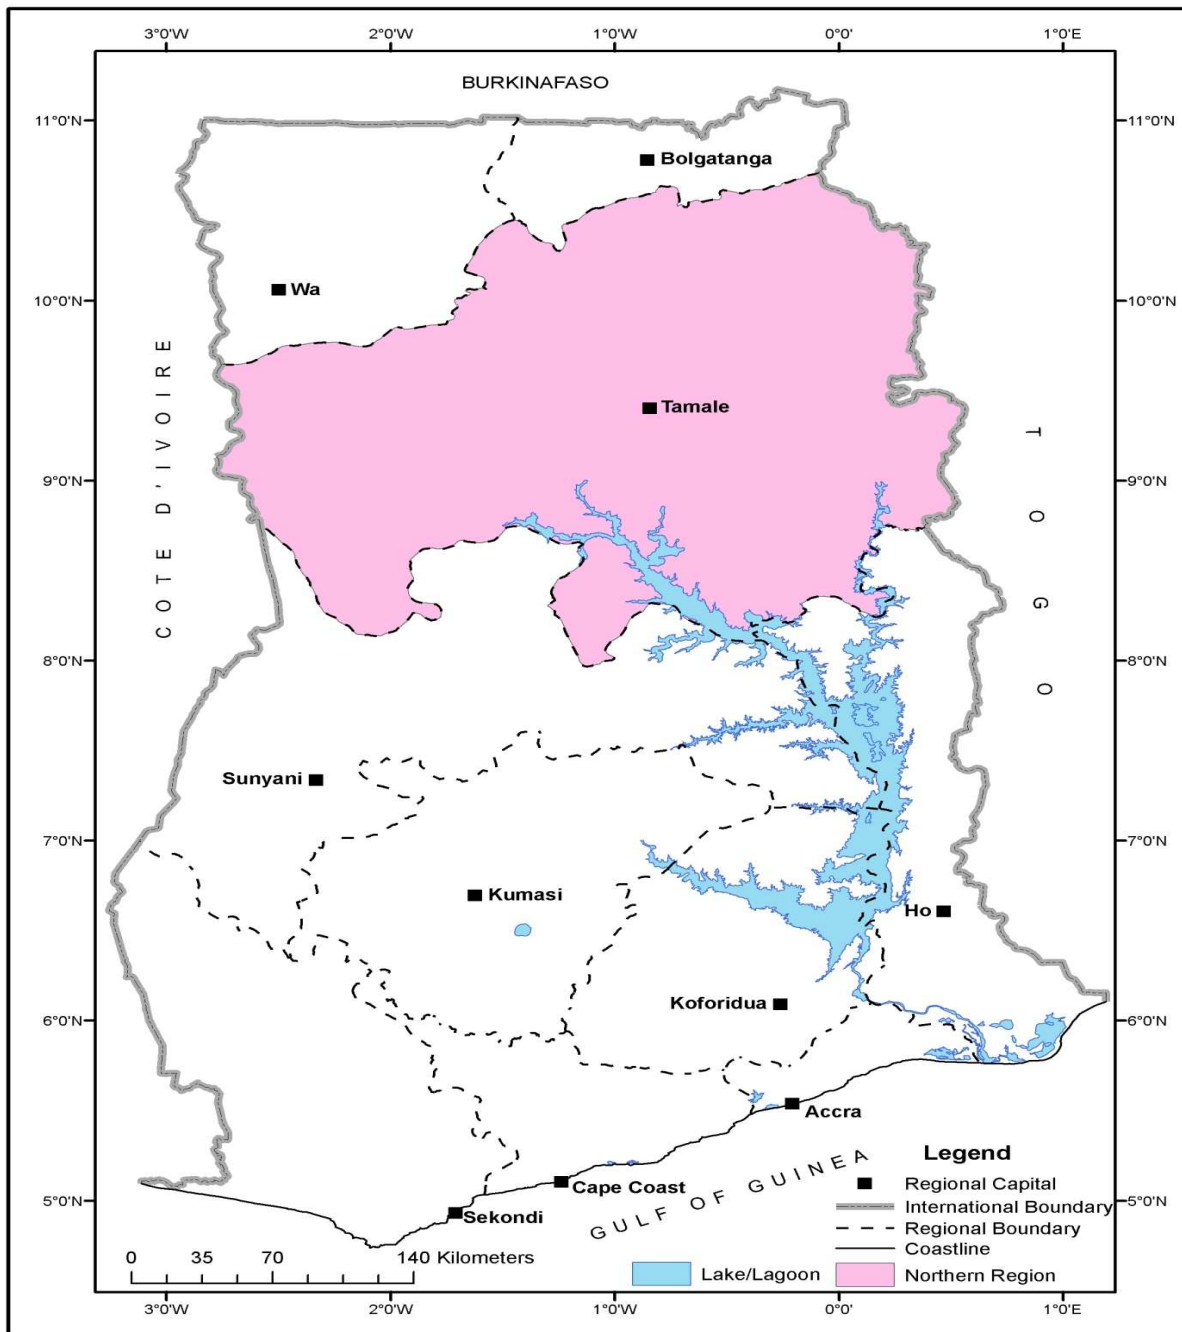 3°0'W 2°0'W 1°0'W 0°0' 1°0'E
BURKINAFASO
11°0'N 11°0'N
Bolgatanga
Wa
10°0'N 10°0'N
COTE D'IVOIRE
Tamale
TOGO
9°0'N 9°0'N
8°0'N 8°0'N
Sunyani
7°0'N 7°0'N
Kumasi
Ho
Koforidua
6°0'N 6°0'N
Accra
Cape Coast
Sekondi
GULF OF GUINEA
5°0'N 5°0'N
Legend
Regional Capital
International Boundary
Regional Boundary
Coastline
Lake/Lagoon
Northern Region
0 35 70 140 Kilometers
3°0'W 2°0'W 1°0'W 0°0' 1°0'E